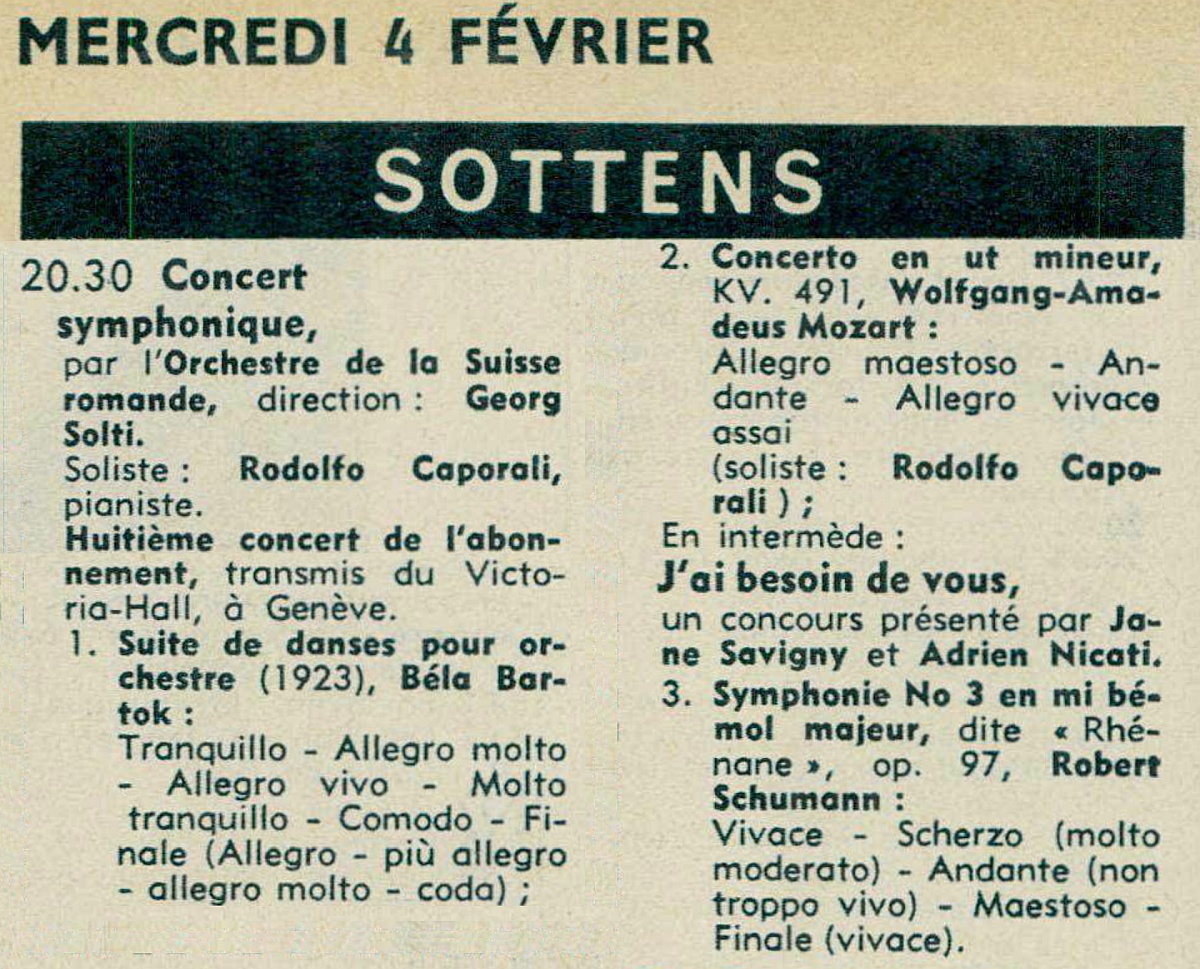 MERCREDI 4 FÉVRIER
SOTTENS
20.30 Concert
symphonique,
par l'Orchestre de la Suisse
romande, direction : Georg
Solti.
Soliste : Rodolfo Caporali,
pianiste.
Huitième concert de l'abon-
nement, transmis du Victo-
ria-Hall, à Genève.
1. Suite de danses pour or-
chestre (1923), Béla Bar-
tok :
Tranquillo - Allegro molto
- Allegro vivo - Molto
tranquillo - Comodo - Fi-
nale (Allegro - più allegro
- allegro molto - coda) ;
2. Concerto en ut mineur,
KV. 491, Wolfgang-Ama-
deus Mozart :
Allegro maestoso - An-
dante - Allegro vivace
assai
(soliste : Rodolfo Capo-
rali ) ;
En intermède :
J'ai besoin de vous,
un concours présenté par Ja-
ne Savigny et Adrien Nicati.
3. Symphonie No 3 en mi bé-
mol majeur, dite « Rhé-
nane », op. 97, Robert
Schumann :
Vivace - Scherzo (molto
moderato) - Andante (non
troppo vivo) - Maestoso -
Finale (vivace).